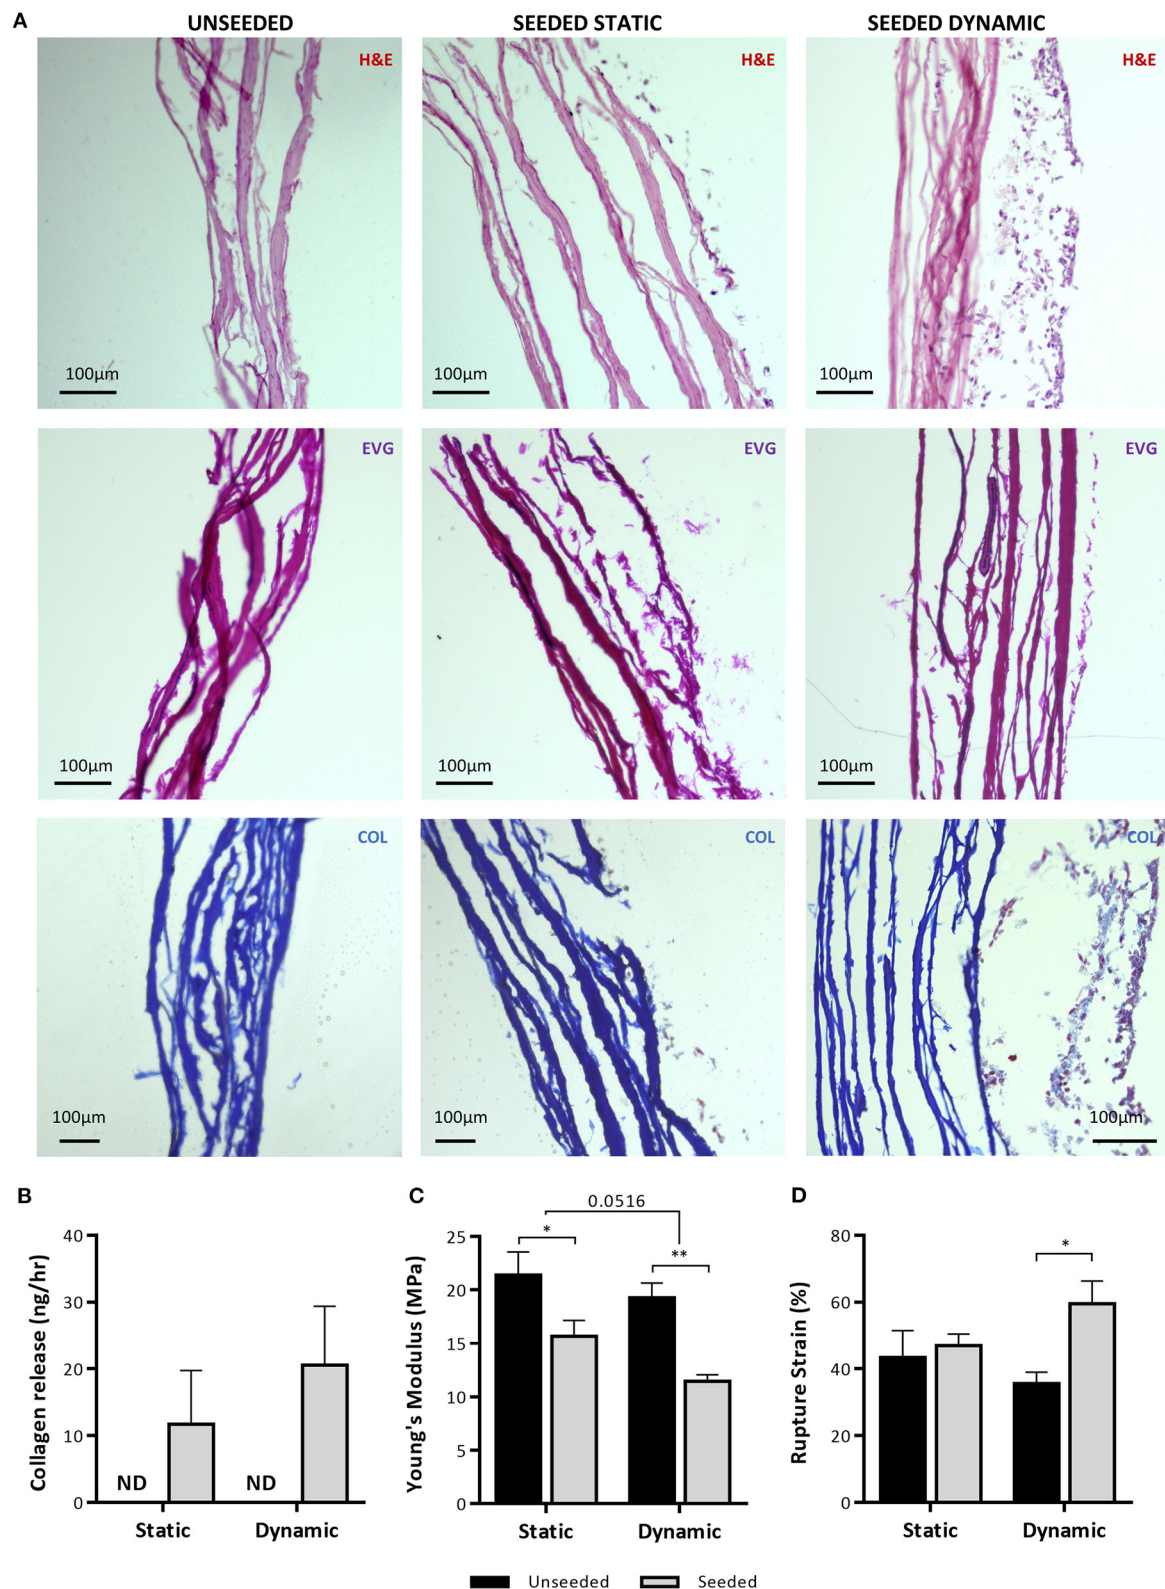 A
UNSEEDED
SEEDED STATIC
SEEDED DYNAMIC
H&E
H&E
H&E
100μm
100μm
100μm
EVG
EVG
EVG
100μm
100μm
100μm
COL
COL
COL
100μm
100μm
100μm
B
Collagen release (ng/hr)
40
30
20
10
0
ND
ND
Static
Dynamic
C
Young's Modulus (MPa)
25
20
15
10
5
0
0.0516
*
**
Static
Dynamic
D
Rupture Strain (%)
80
60
40
20
0
*
Static
Dynamic
Unseeded
Seeded